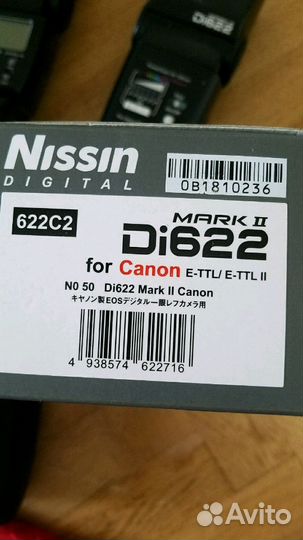 Di622
NISSIN
DIGITAL
0B1810236
622C2
MARK II
Di622
for Canon E-TTL/ E-TTL II
N0 50 Di622 Mark II Canon
キヤノン製EOSデジタル一眼レフカメラ用
4 938574 622716
Avito